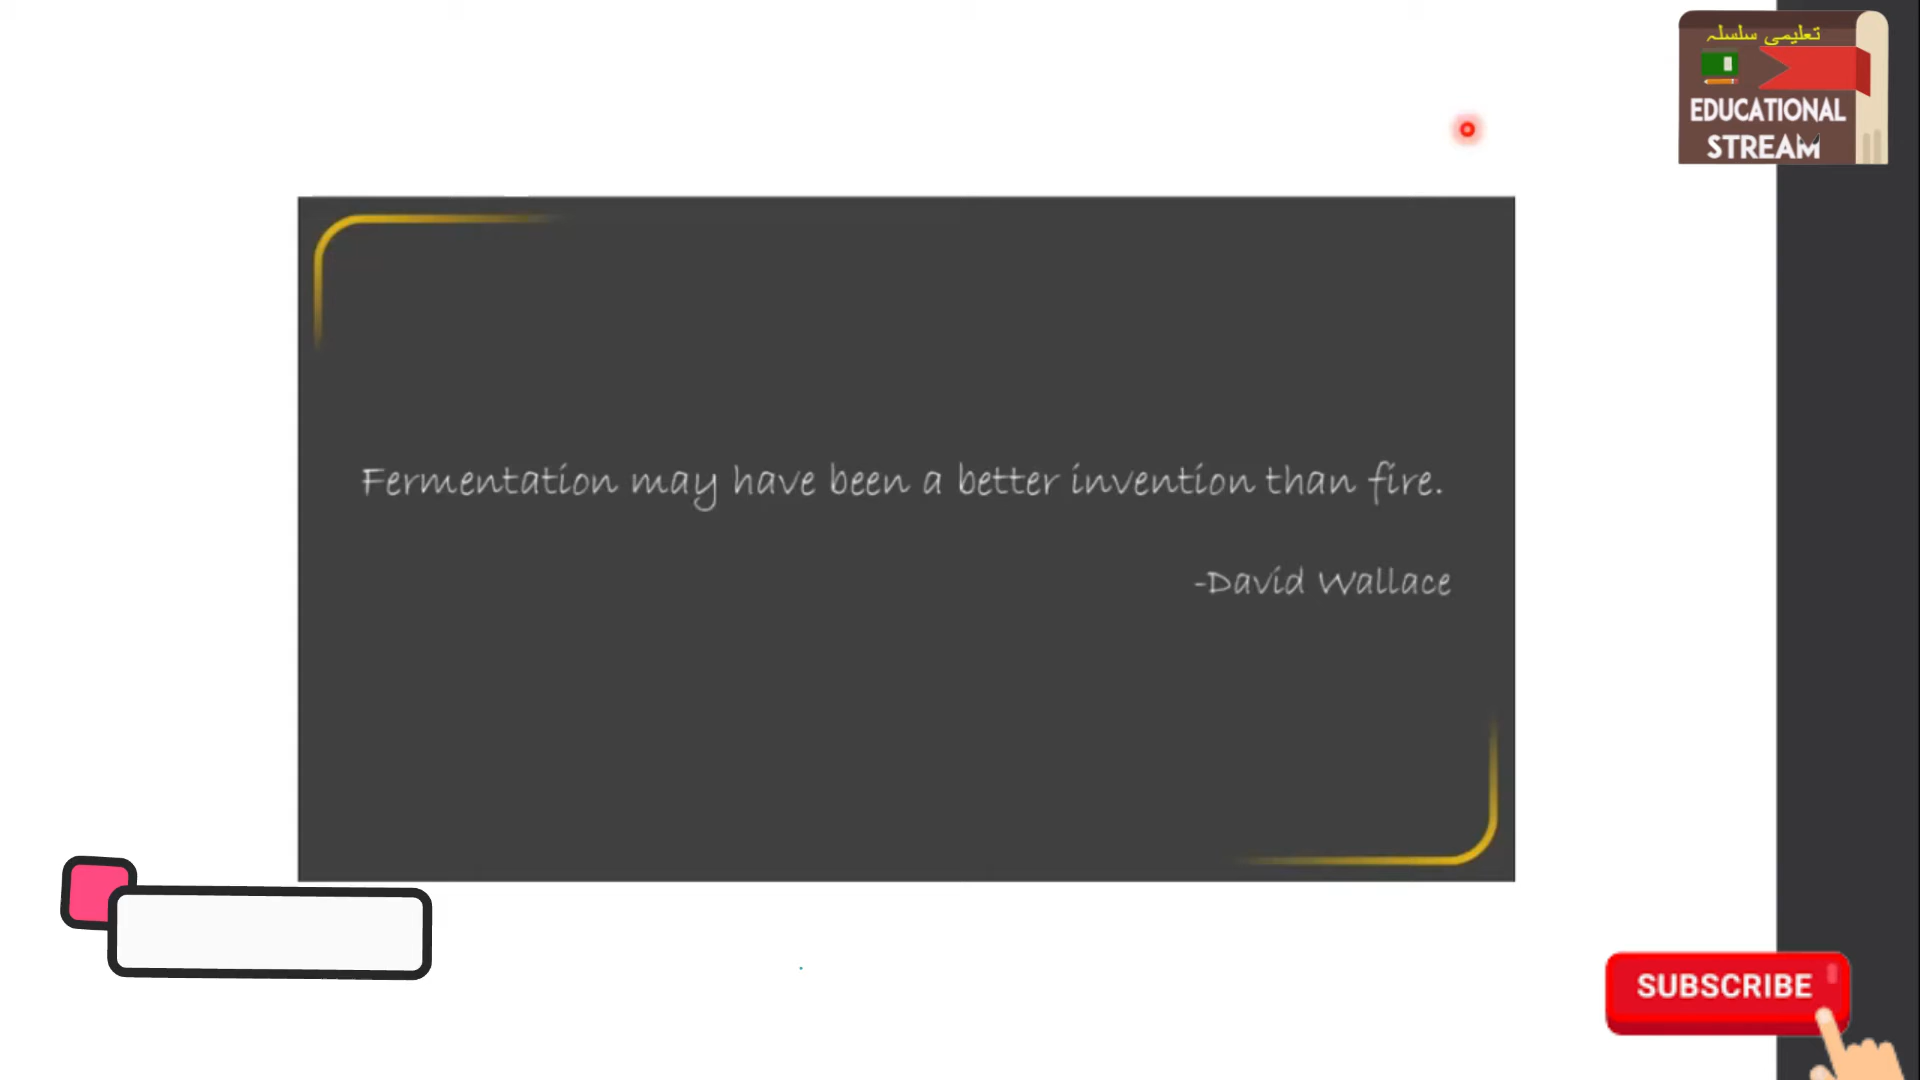 تعلیمی سلسلہ
EDUCATIONAL
STREAM
Fermentation may have been a better invention than fire.
-David Wallace
SUBSCRIBE